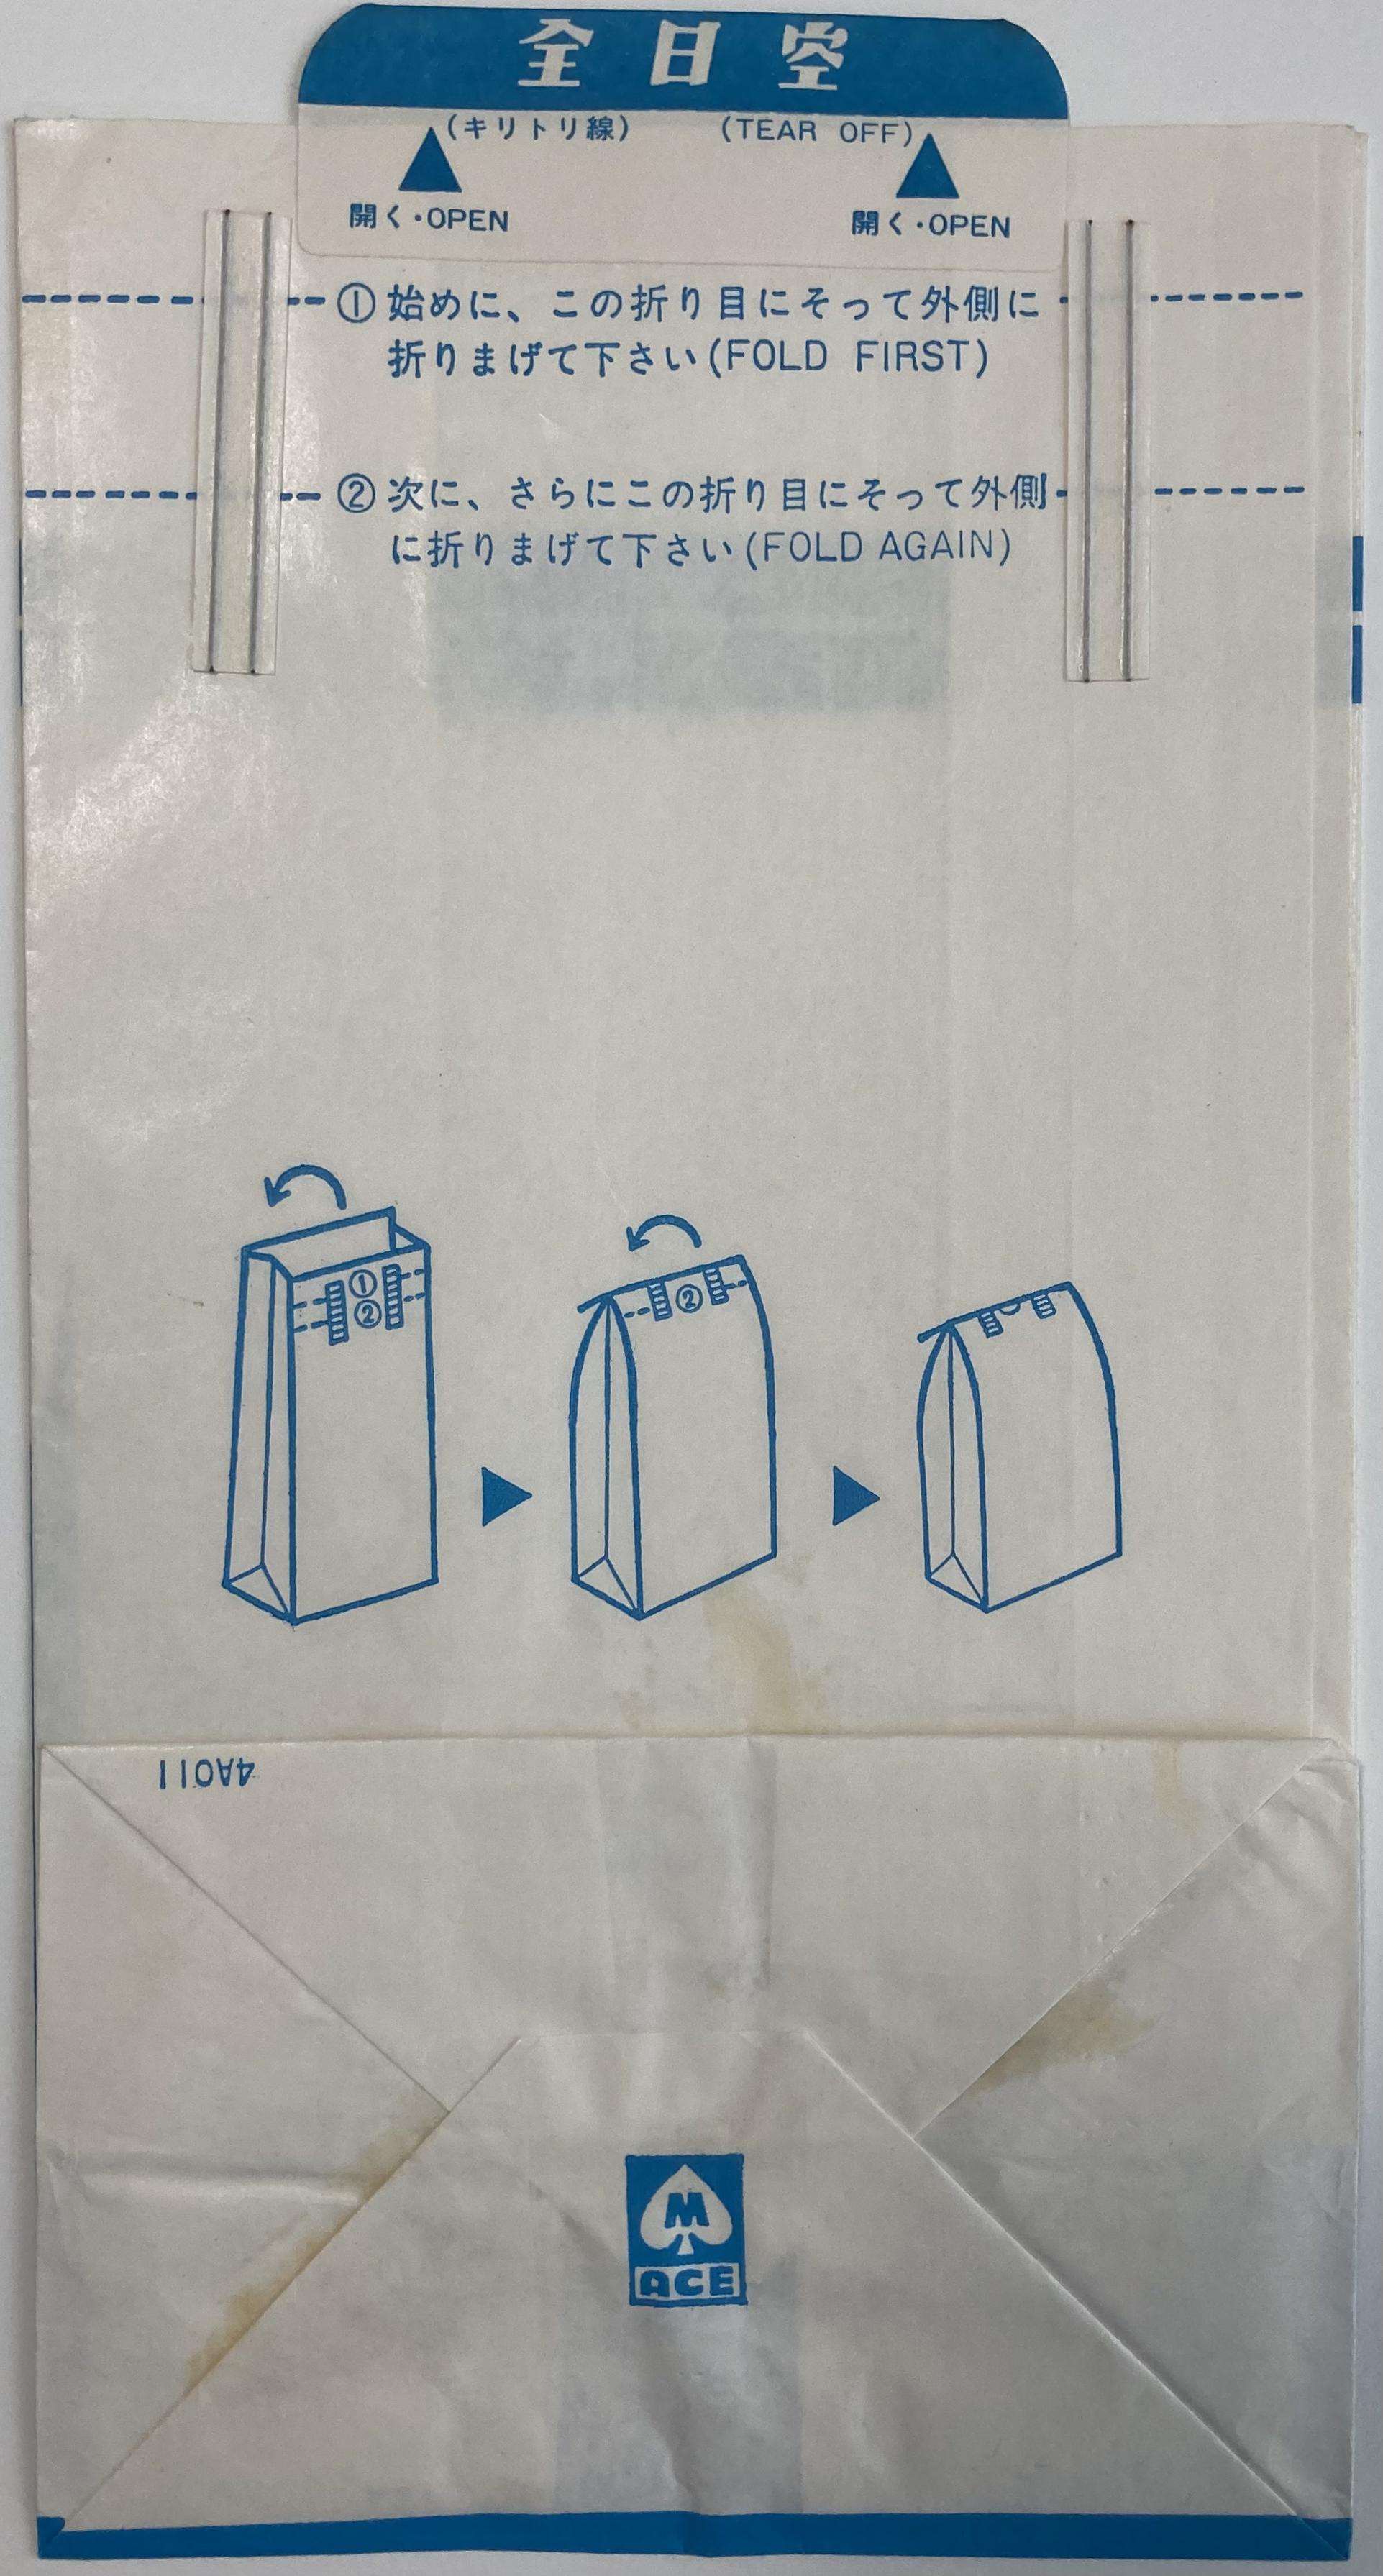 全日空
(キリトリ線) (TEAR OFF)
開く・OPEN 開く・OPEN
①始めに、この折り目にそって外側に
折りまげて下さい(FOLD FIRST)
②次に、さらにこの折り目にそって外側
に折りまげて下さい(FOLD AGAIN)
①
②
②
4A011
M
ACE